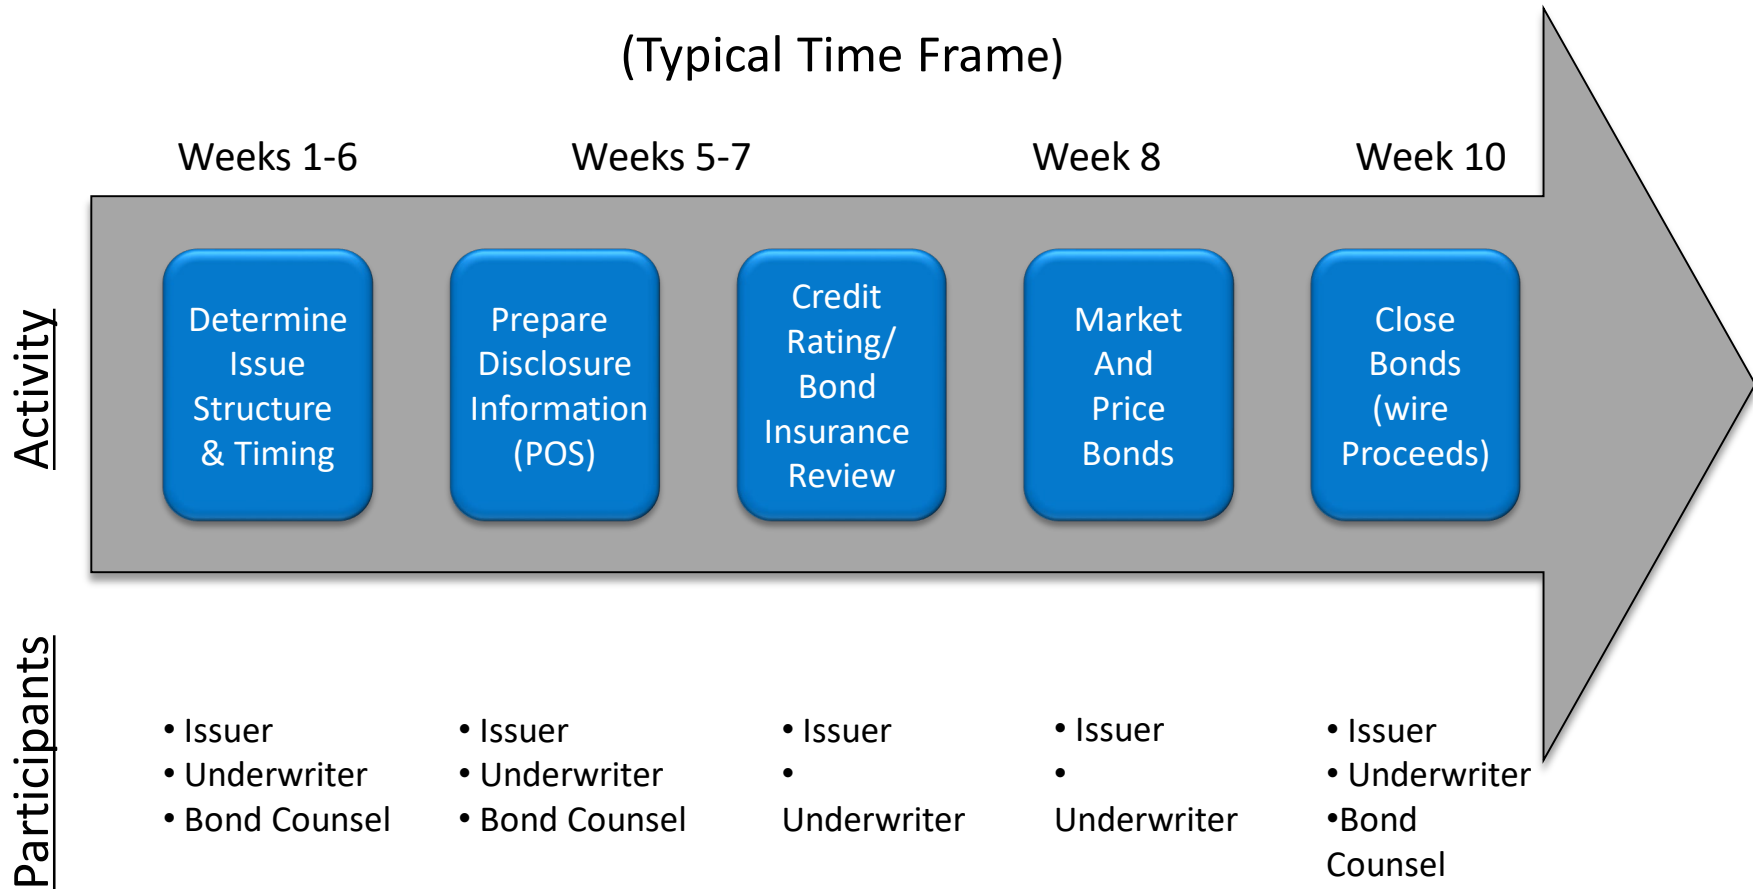 (Typical Time Frame)
Weeks 1-6
Weeks 5-7
Week 8
Week 10
Activity
Determine
Issue
Structure
& Timing
Prepare
Disclosure
Information
(POS)
Credit
Rating/
Bond
Insurance
Review
Market
And
Price
Bonds
Close
Bonds
(wire
Proceeds)
Participants
• Issuer
• Underwriter
• Bond Counsel
• Issuer
• Underwriter
• Bond Counsel
• Issuer
•
Underwriter
• Issuer
•
Underwriter
• Issuer
• Underwriter
•Bond
Counsel